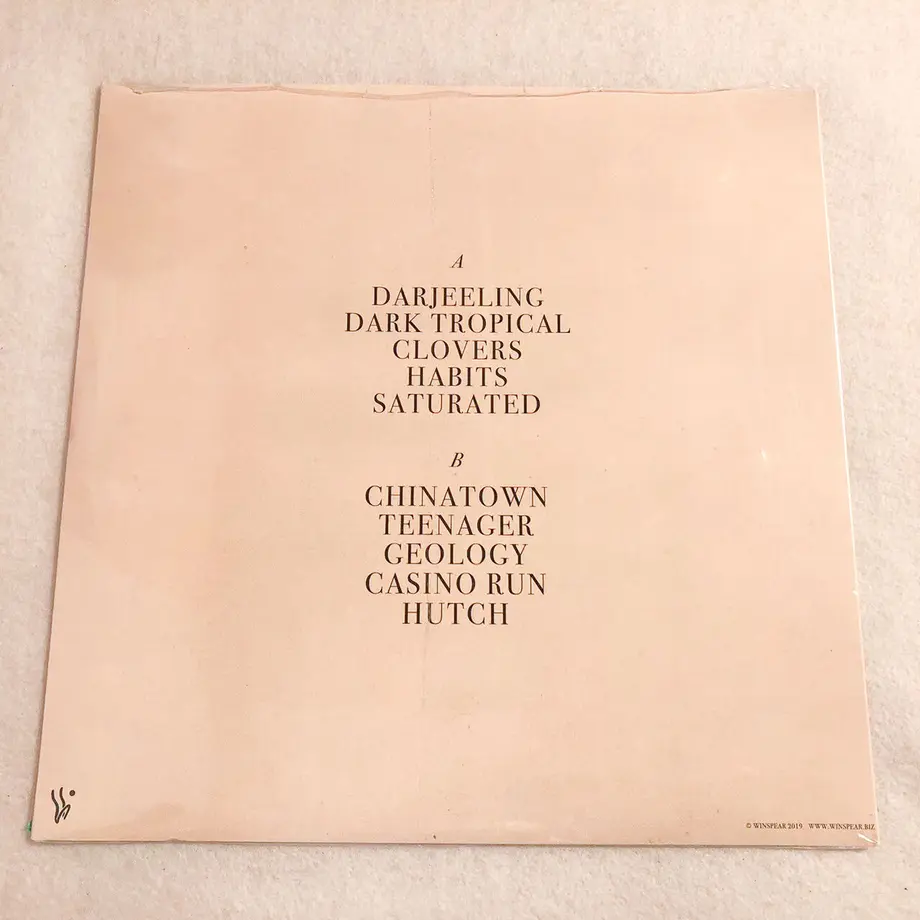 A
DARJEELING
DARK TROPICAL
CLOVERS
HABITS
SATURATED
B
CHINATOWN
TEENAGER
GEOLOGY
CASINO RUN
HUTCH
© WINSPEAR 2019 WWW.WINSPEAR.BIZ